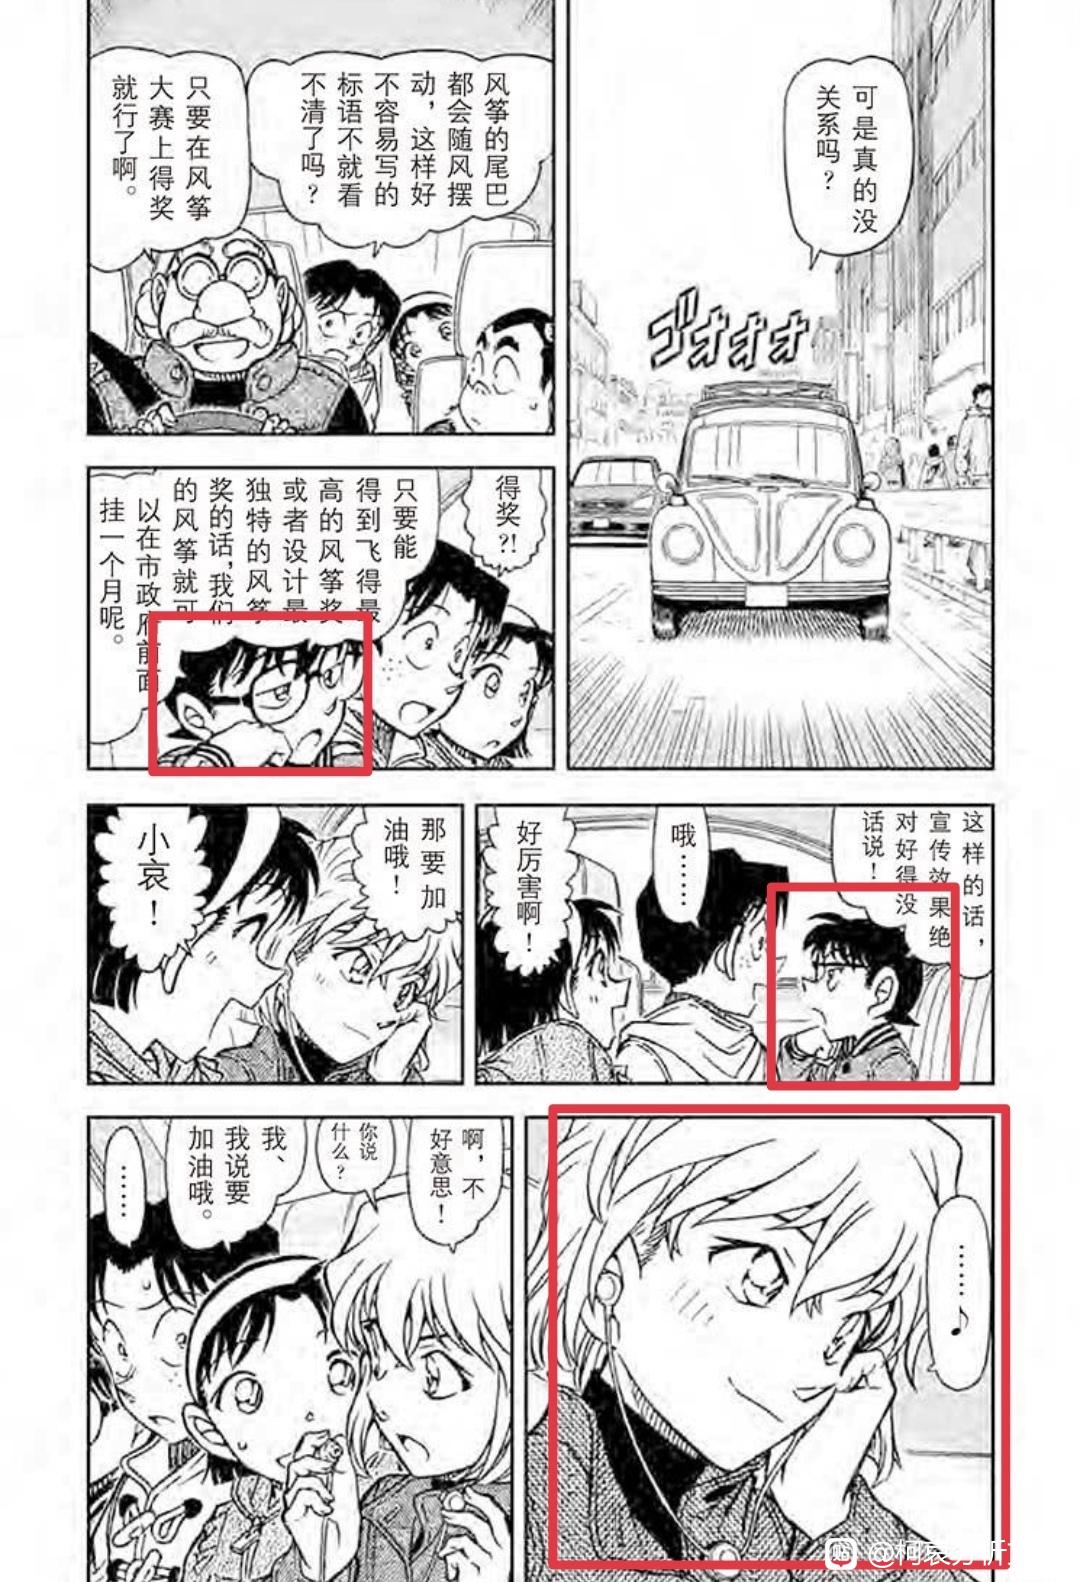 可是真的没
关系吗？
ゴオオオ
风筝的尾巴
都会随风摆
动，这样好
不容易写的
标语不就看
不清了吗？
只要在风筝
大赛上得奖
就行了啊。
得奖?!
只要能
得到飞得最
高的风筝奖
或者设计最
独特的风筝
奖的话,我们
的风筝就可
以在市政府前面
挂一个月呢。
这样的话，
宣传效果绝
对好得没
话说！
哦……
好厉害啊！
那要加
油哦！
小哀！
……♪
啊，不
好意思！
你说
什么？
我、
我说要
加油哦。
……
@柯哀分析